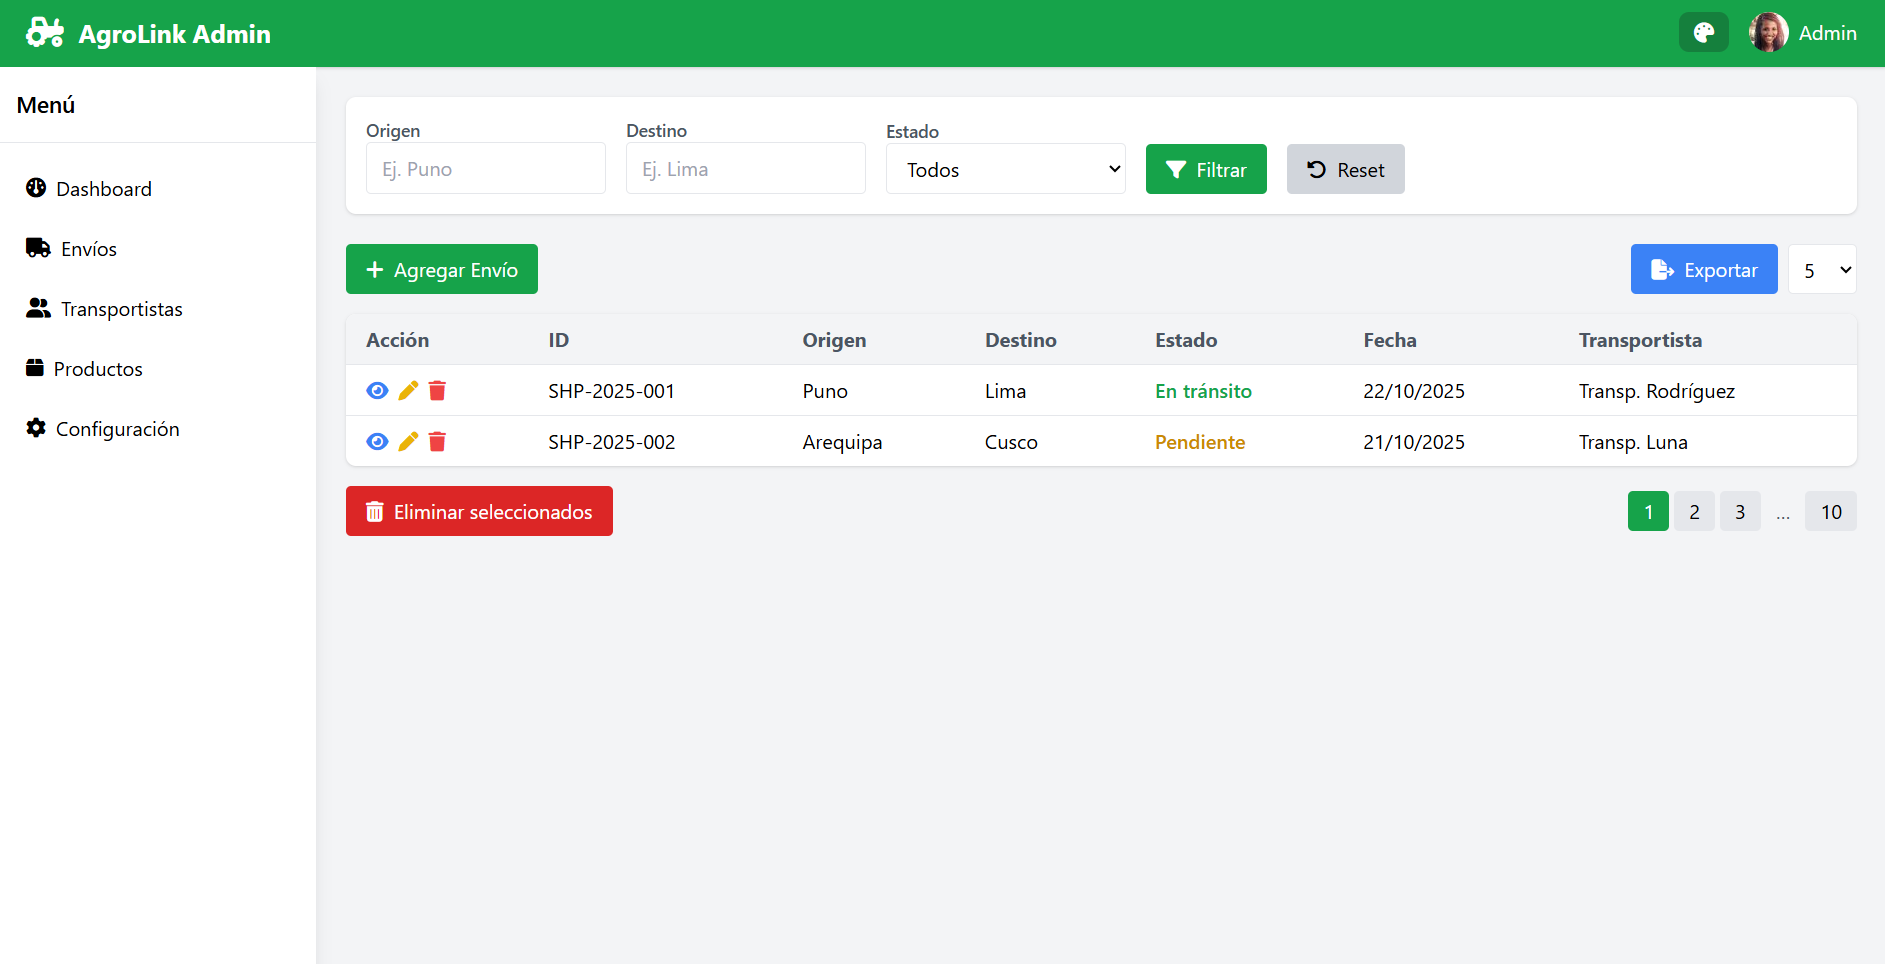 AgroLink Admin
Admin
Menú
Dashboard
Envíos
Transportistas
Productos
Configuración
Origen
Destino
Estado
Ej. Puno
Ej. Lima
Todos
Filtrar
Reset
Agregar Envío
Exportar
5
Acción ID Origen Destino Estado Fecha Transportista
SHP-2025-001 Puno Lima En tránsito 22/10/2025 Transp. Rodríguez
SHP-2025-002 Arequipa Cusco Pendiente 21/10/2025 Transp. Luna
Eliminar seleccionados
1 2 3 ... 10